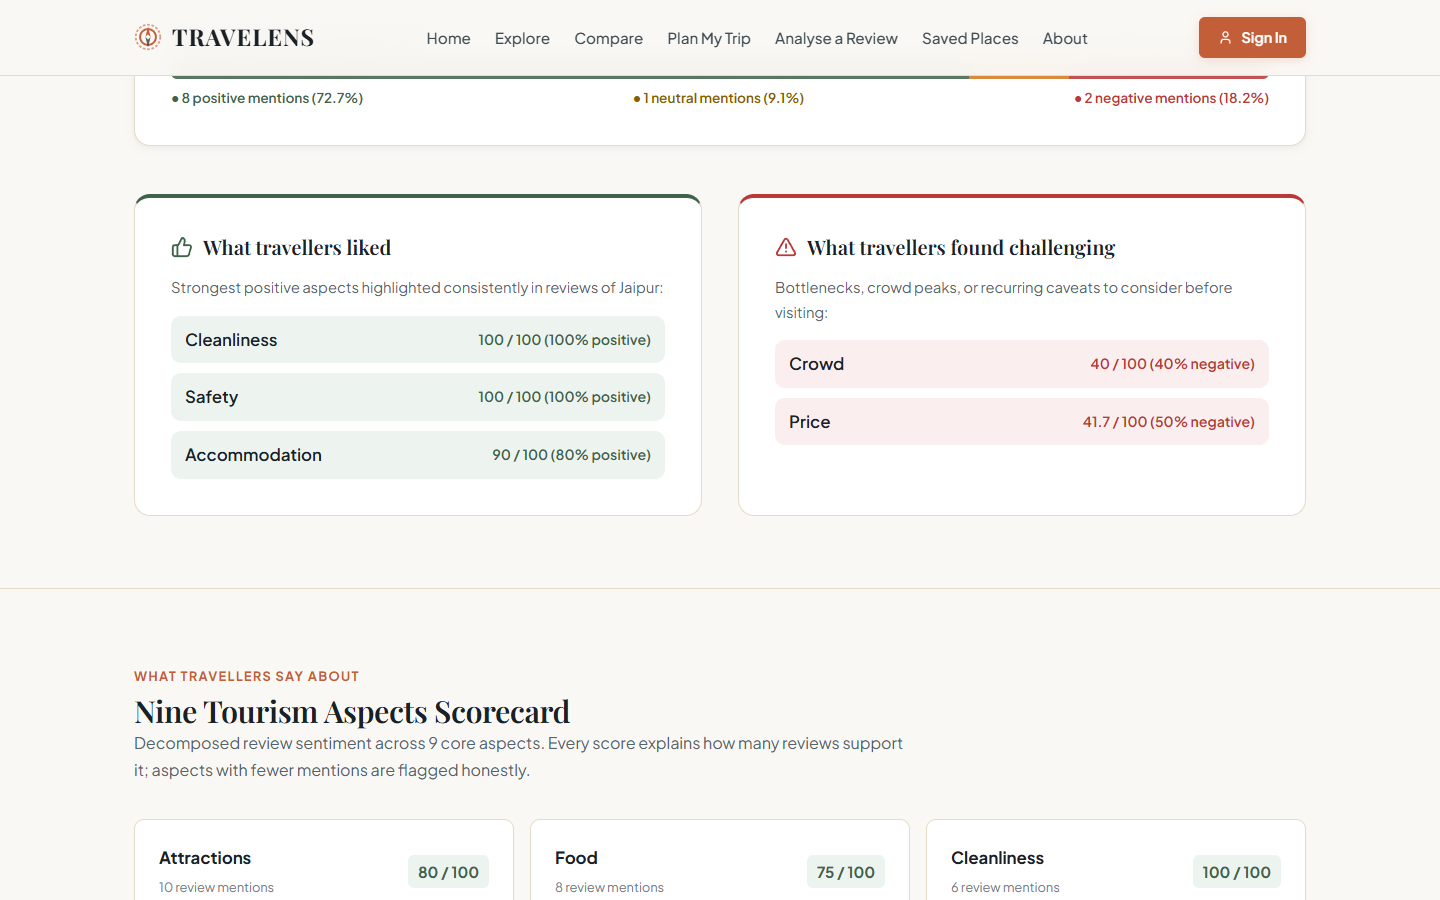 TRAVELENS
Home
Explore
Compare
Plan My Trip
Analyse a Review
Saved Places
About
Sign In
● 8 positive mentions (72.7%)
● 1 neutral mentions (9.1%)
● 2 negative mentions (18.2%)
What travellers liked
Strongest positive aspects highlighted consistently in reviews of Jaipur:
Cleanliness
100 / 100 (100% positive)
Safety
100 / 100 (100% positive)
Accommodation
90 / 100 (80% positive)
What travellers found challenging
Bottlenecks, crowd peaks, or recurring caveats to consider before
visiting:
Crowd
40 / 100 (40% negative)
Price
41.7 / 100 (50% negative)
WHAT TRAVELLERS SAY ABOUT
Nine Tourism Aspects Scorecard
Decomposed review sentiment across 9 core aspects. Every score explains how many reviews support
it; aspects with fewer mentions are flagged honestly.
Attractions
10 review mentions
80 / 100
Food
8 review mentions
75 / 100
Cleanliness
6 review mentions
100 / 100